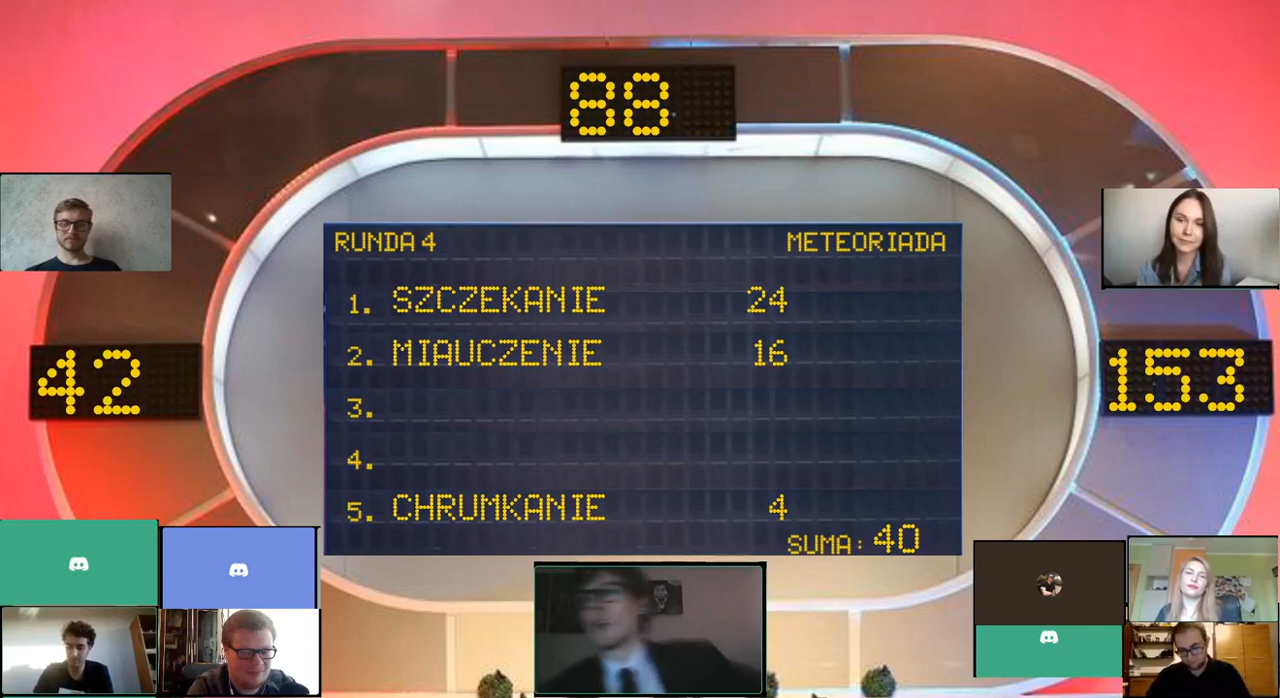 88
RUNDA 4 METEORIADA
1. SZCZEKANIE 24
2. MIAUCZENIE 16
42
153
3.
4.
5. CHRUMKANIE 4
SUMA: 40